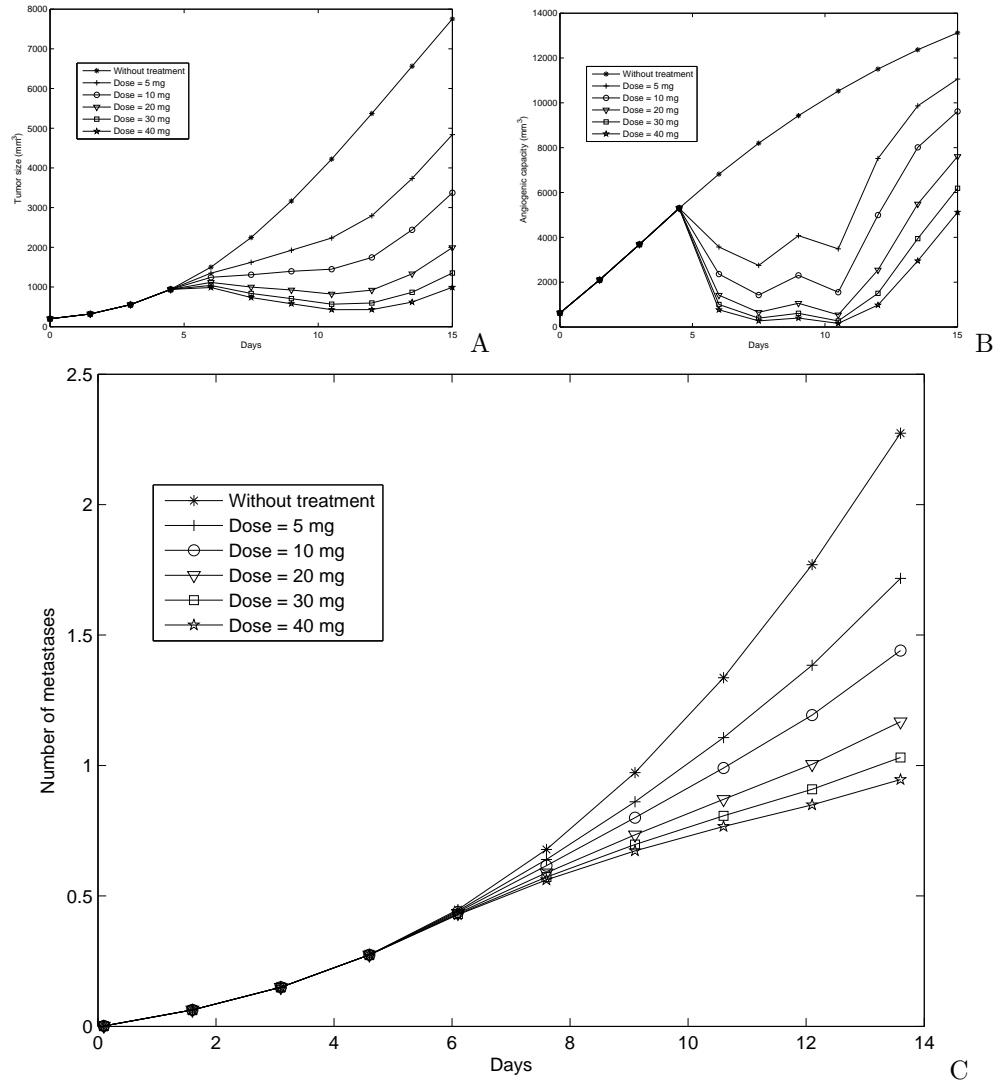 8000
7000
6000
5000
4000
3000
2000
1000
0
0 5 10 15
Tumor size (mm³)
Days
Without treatment
Dose = 5 mg
Dose = 10 mg
Dose = 20 mg
Dose = 30 mg
Dose = 40 mg
A
14000
12000
10000
8000
6000
4000
2000
0
0 5 10 15
Angiogenic capacity (mm³)
Days
Without treatment
Dose = 5 mg
Dose = 10 mg
Dose = 20 mg
Dose = 30 mg
Dose = 40 mg
B
2.5
2
1.5
1
0.5
0
0 2 4 6 8 10 12 14
Number of metastases
Days
Without treatment
Dose = 5 mg
Dose = 10 mg
Dose = 20 mg
Dose = 30 mg
Dose = 40 mg
C